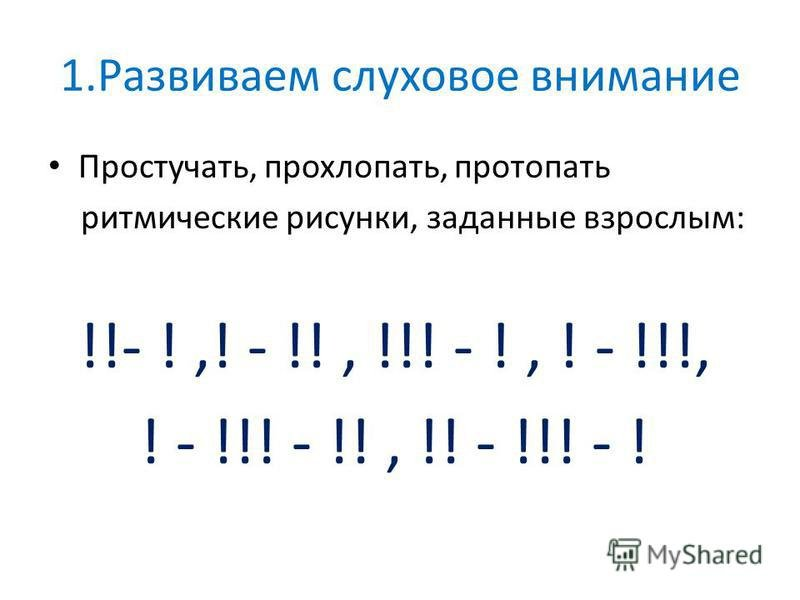 1.Развиваем слуховое внимание
• Простучать, прохлопать, протопать
ритмические рисунки, заданные взрослым:
!!- ! ,! - !! , !!! - ! , ! - !!!,
! - !!! - !! , !! - !!! - !
MyShared